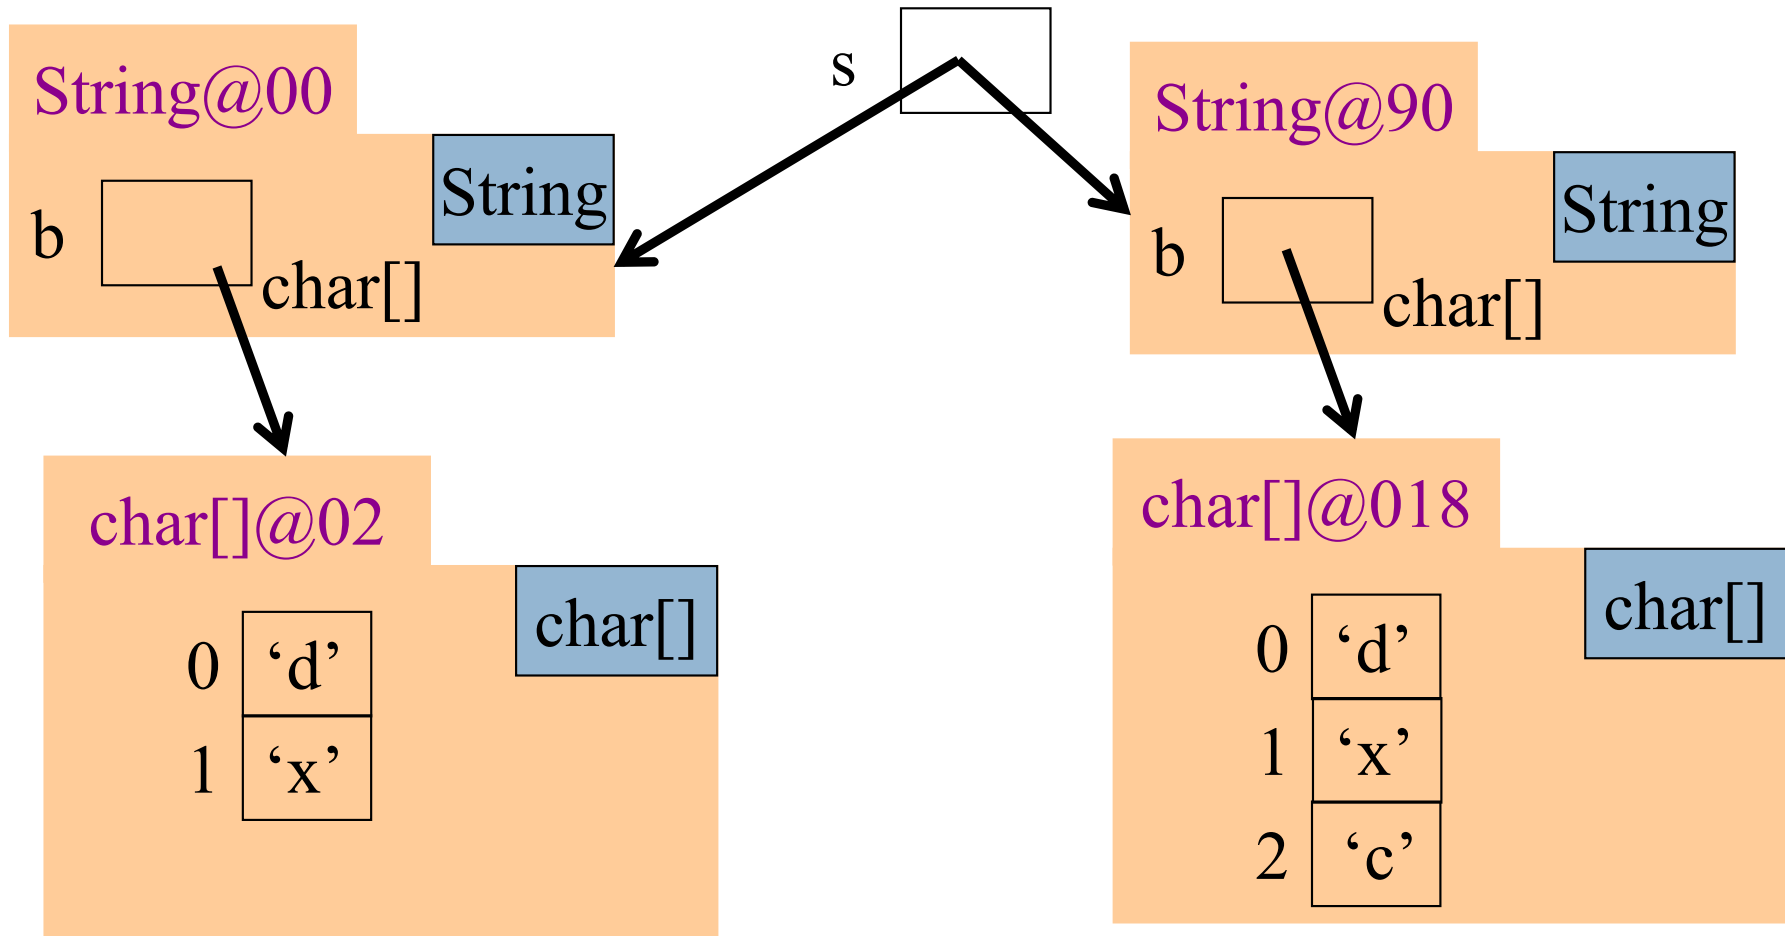 s
String@00
String
b
char[]
String@90
String
b
char[]
char[]@02
char[]
0 ‘d’
1 ‘x’
char[]@018
char[]
0 ‘d’
1 ‘x’
2 ‘c’